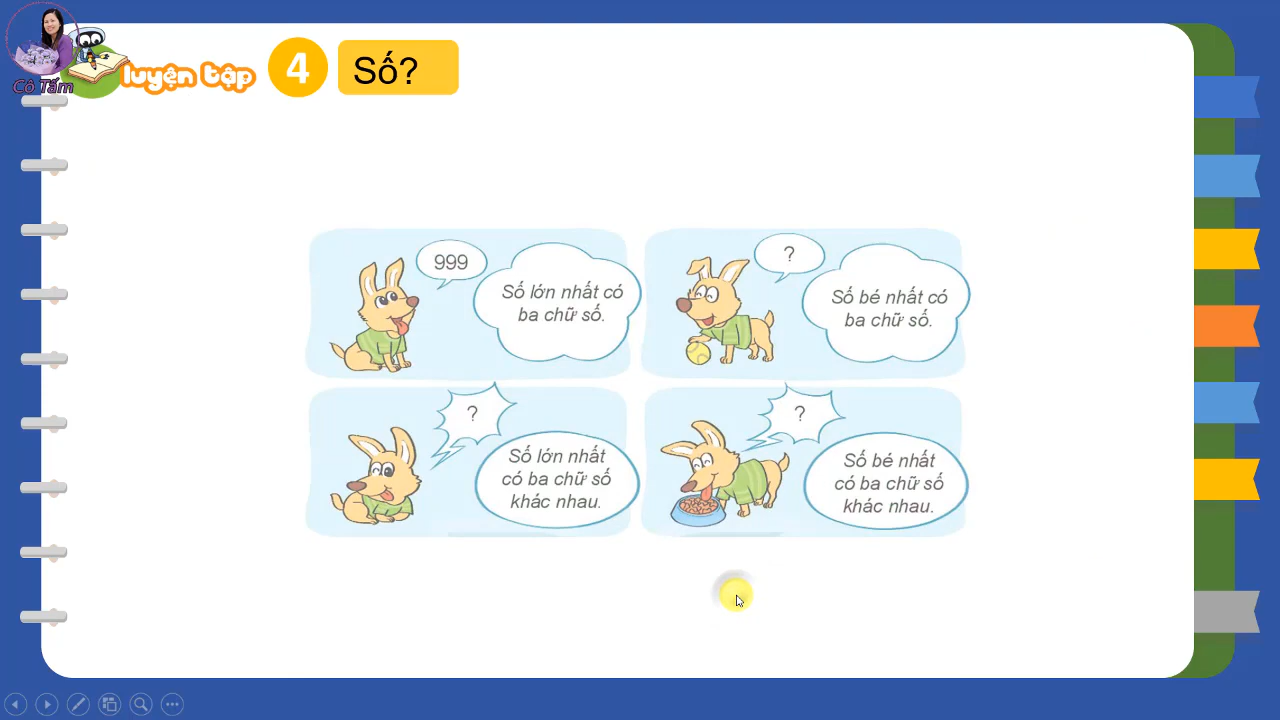 Cô Tấm
luyện tập
4
Số?
999
Số lớn nhất có
ba chữ số.
?
Số bé nhất có
ba chữ số.
?
Số lớn nhất
có ba chữ số
khác nhau.
?
Số bé nhất
có ba chữ số
khác nhau.